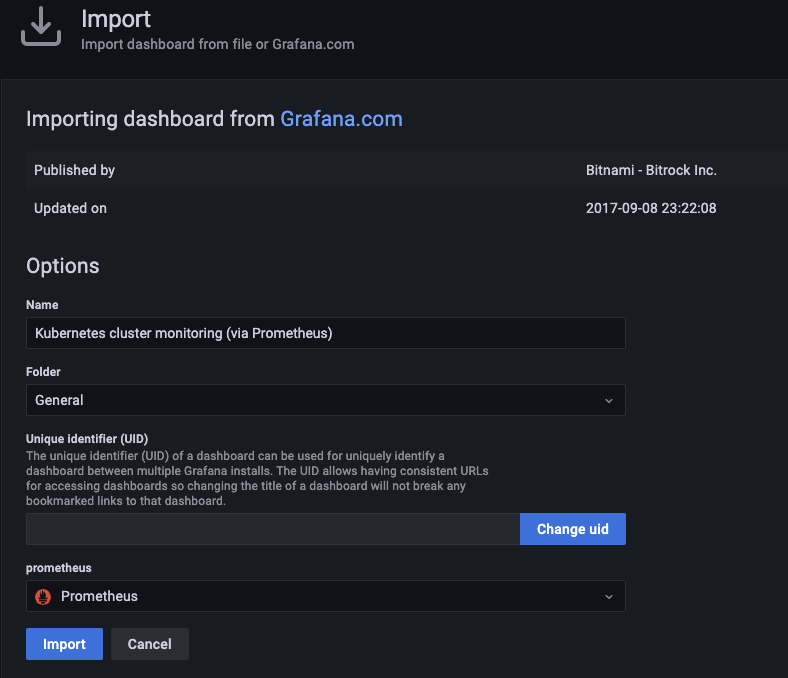 Import
Import dashboard from file or Grafana.com
Importing dashboard from Grafana.com
Published by Bitnami - Bitrock Inc.
Updated on 2017-09-08 23:22:08
Options
Name
Kubernetes cluster monitoring (via Prometheus)
Folder
General
Unique identifier (UID)
The unique identifier (UID) of a dashboard can be used for uniquely identify a
dashboard between multiple Grafana installs. The UID allows having consistent URLs
for accessing dashboards so changing the title of a dashboard will not break any
bookmarked links to that dashboard.
Change uid
prometheus
Prometheus
Import Cancel